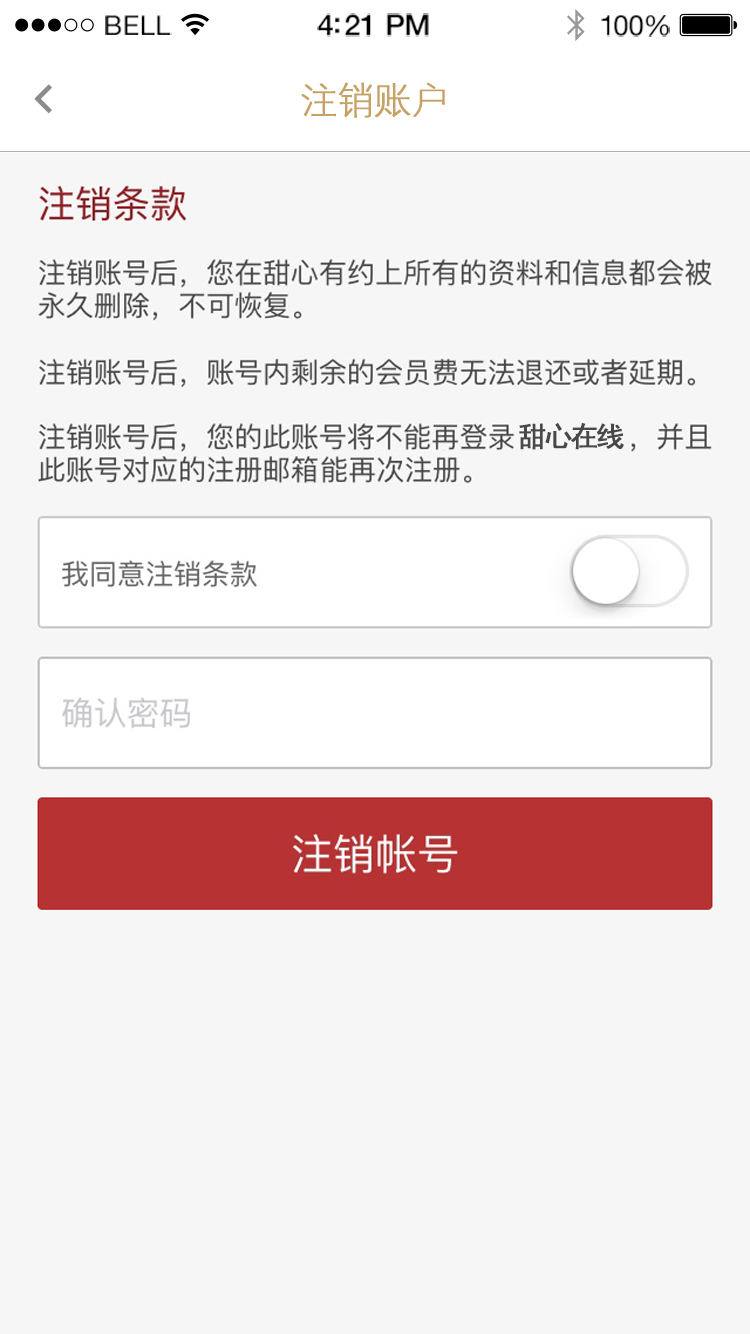 BELL 4:21 PM 100%
注销账户
注销条款
注销账号后，您在甜心有约上所有的资料和信息都会被
永久删除，不可恢复。
注销账号后，账号内剩余的会员费无法退还或者延期。
注销账号后，您的此账号将不能再登录甜心在线，并且
此账号对应的注册邮箱能再次注册。
我同意注销条款
确认密码
注销帐号